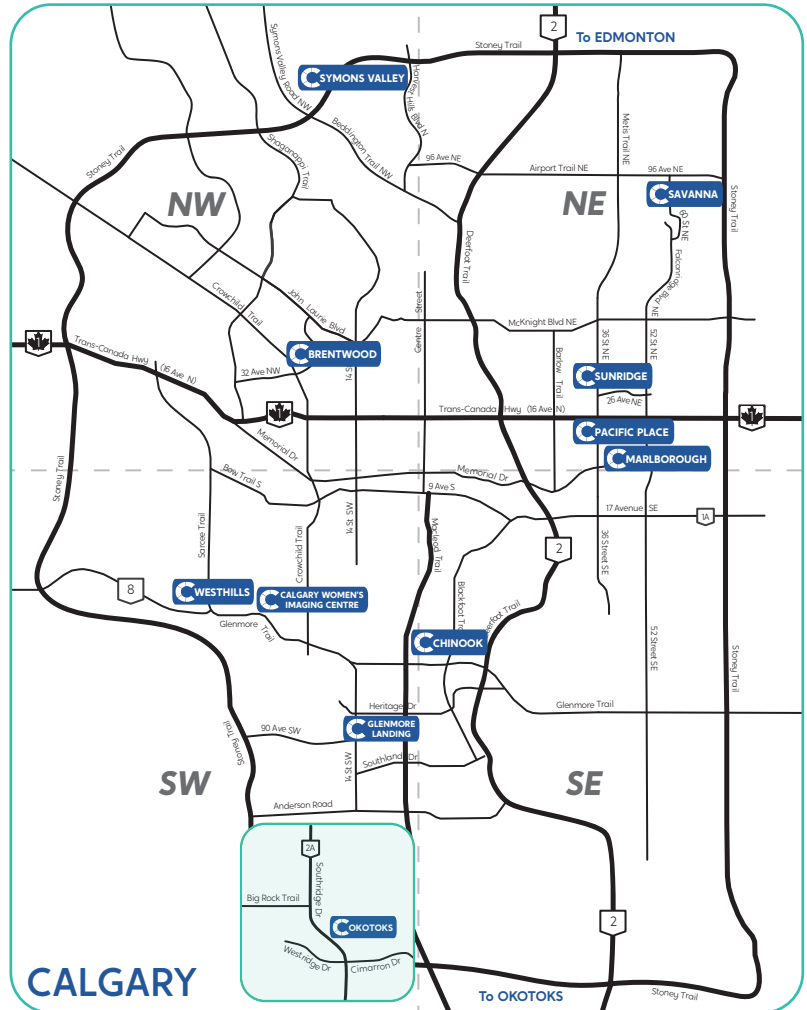 2
To EDMONTON
Stoney Trail
Symons Valley Road NW
SYMONS VALLEY
Harvest Hills Blvd N
Metis Trail NE
Beddington Trail NW
Shaganappi Trail
Stoney Trail
96 Ave NE
Airport Trail NE
96 Ave NE
SAVANNA
NW
NE
60 St NE
Stoney Trail
Deerfoot Trail
Falconridge Blvd NE
Crowchild Trail
John Laurie Blvd
Centre Street
McKnight Blvd NE
36 St NE
52 St NE
1
Trans-Canada Hwy (16 Ave N)
BRENTWOOD
Barlow Trail
32 Ave NW
14 St
SUNRIDGE
26 Ave NE
1
Trans-Canada Hwy (16 Ave N)
1
PACIFIC PLACE
Memorial Dr
MARLBOROUGH
Bow Trail S
Memorial Dr
Stoney Trail
9 Ave S
17 Avenue SE
1A
14 St SW
Sarcee Trail
Crowchild Trail
Macleod Trail
36 Street SE
2
8
WESTHILLS
CALGARY WOMEN'S
IMAGING CENTRE
Blackfoot Tra
erfoot Trail
Glenmore Trail
CHINOOK
52 Street SE
Stoney Trail
Heritage Dr
Glenmore Trail
90 Ave SW
GLENMORE
LANDING
Stoney Trail
14 St SW
Southland Dr
SW
SE
Anderson Road
2A
Southridge Dr
Big Rock Trail
OKOTOKS
2
Westridge Dr
Cimarron Dr
CALGARY
To OKOTOKS
Stoney Trail